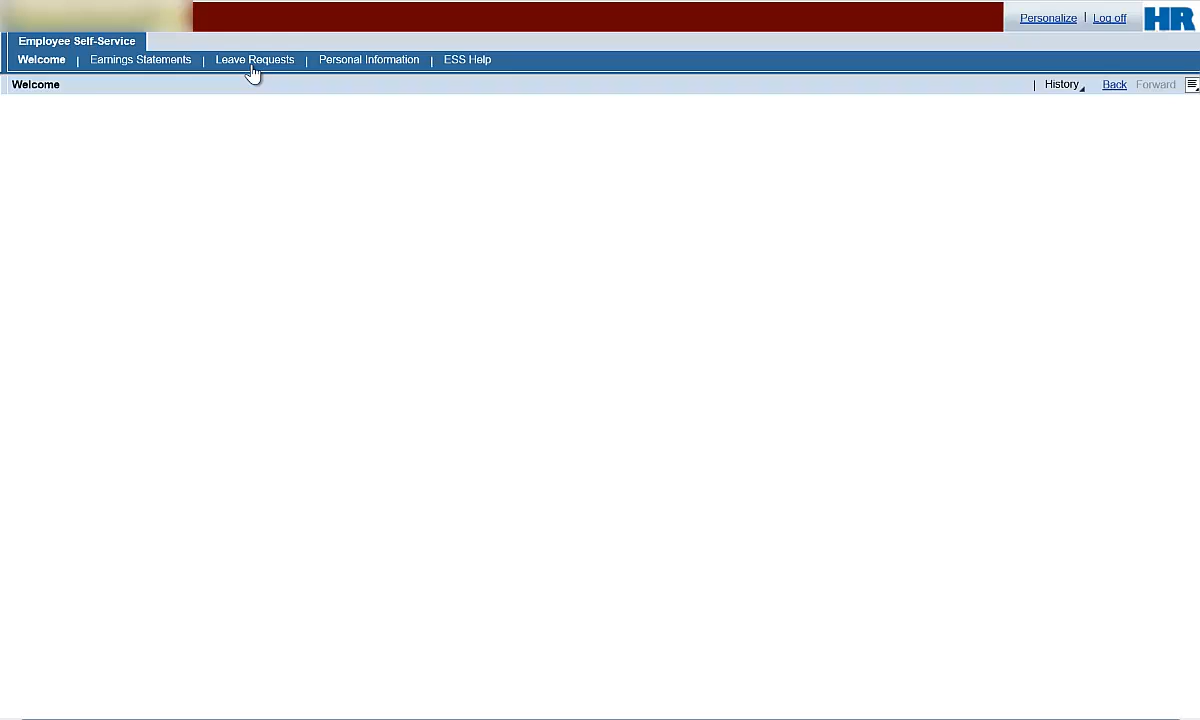 Personalize | Log off HR
Employee Self-Service
Welcome | Earnings Statements | Leave Requests | Personal Information | ESS Help
Welcome | History Back Forward